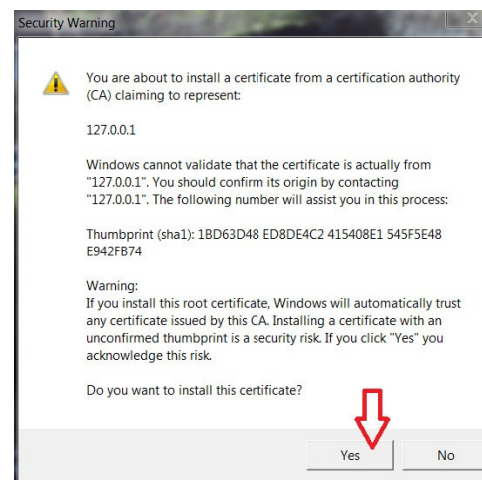 Security Warning
You are about to install a certificate from a certification authority
(CA) claiming to represent:
127.0.0.1
Windows cannot validate that the certificate is actually from
"127.0.0.1". You should confirm its origin by contacting
"127.0.0.1". The following number will assist you in this process:
Thumbprint (sha1): 1BD63D48 ED8DE4C2 415408E1 545F5E48
E942FB74
Warning:
If you install this root certificate, Windows will automatically trust
any certificate issued by this CA. Installing a certificate with an
unconfirmed thumbprint is a security risk. If you click "Yes" you
acknowledge this risk.
Do you want to install this certificate?
Yes No